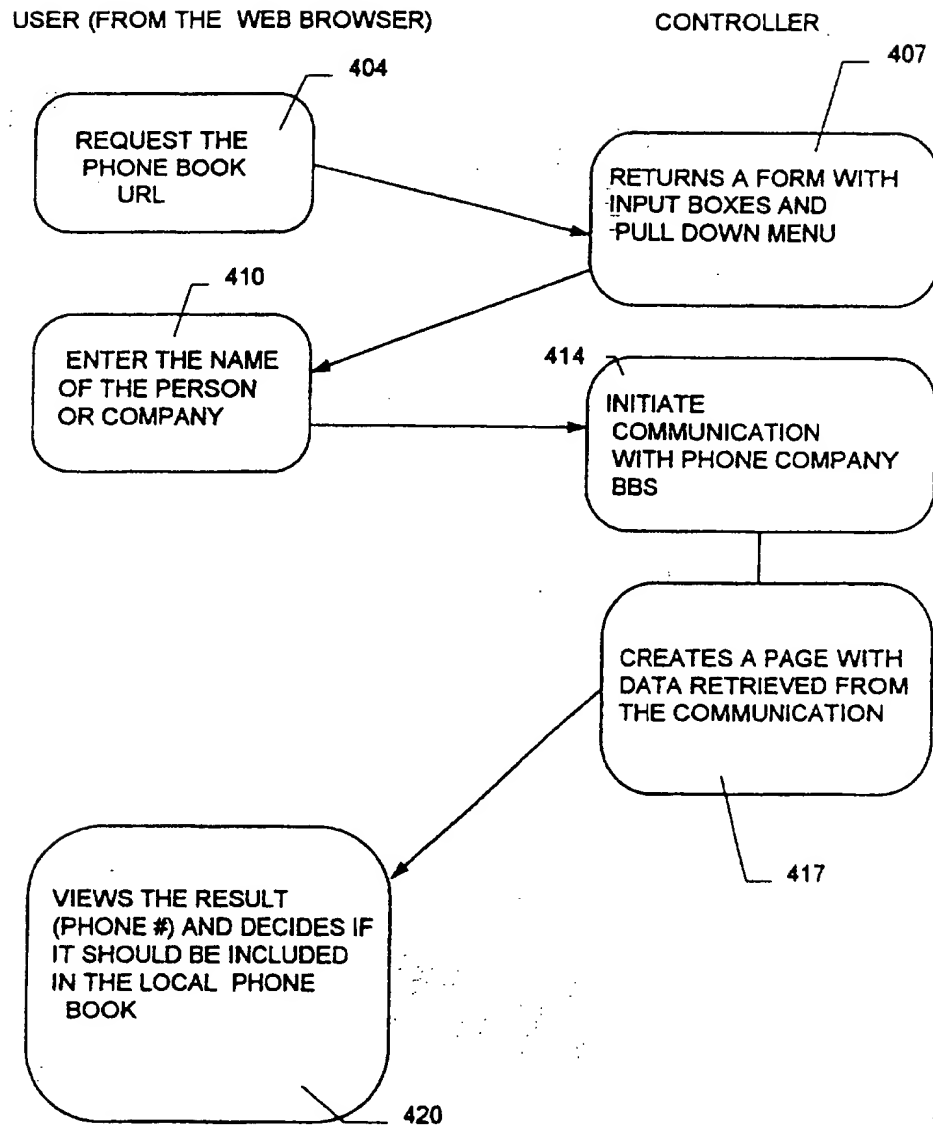 USER (FROM THE WEB BROWSER)
CONTROLLER
404
407
REQUEST THE
PHONE BOOK
URL
RETURNS A FORM WITH
INPUT BOXES AND
PULL DOWN MENU
410
414
ENTER THE NAME
OF THE PERSON
OR COMPANY
INITIATE
COMMUNICATION
WITH PHONE COMPANY
BBS
CREATES A PAGE WITH
DATA RETRIEVED FROM
THE COMMUNICATION
417
VIEWS THE RESULT
(PHONE #) AND DECIDES IF
IT SHOULD BE INCLUDED
IN THE LOCAL PHONE
BOOK
420